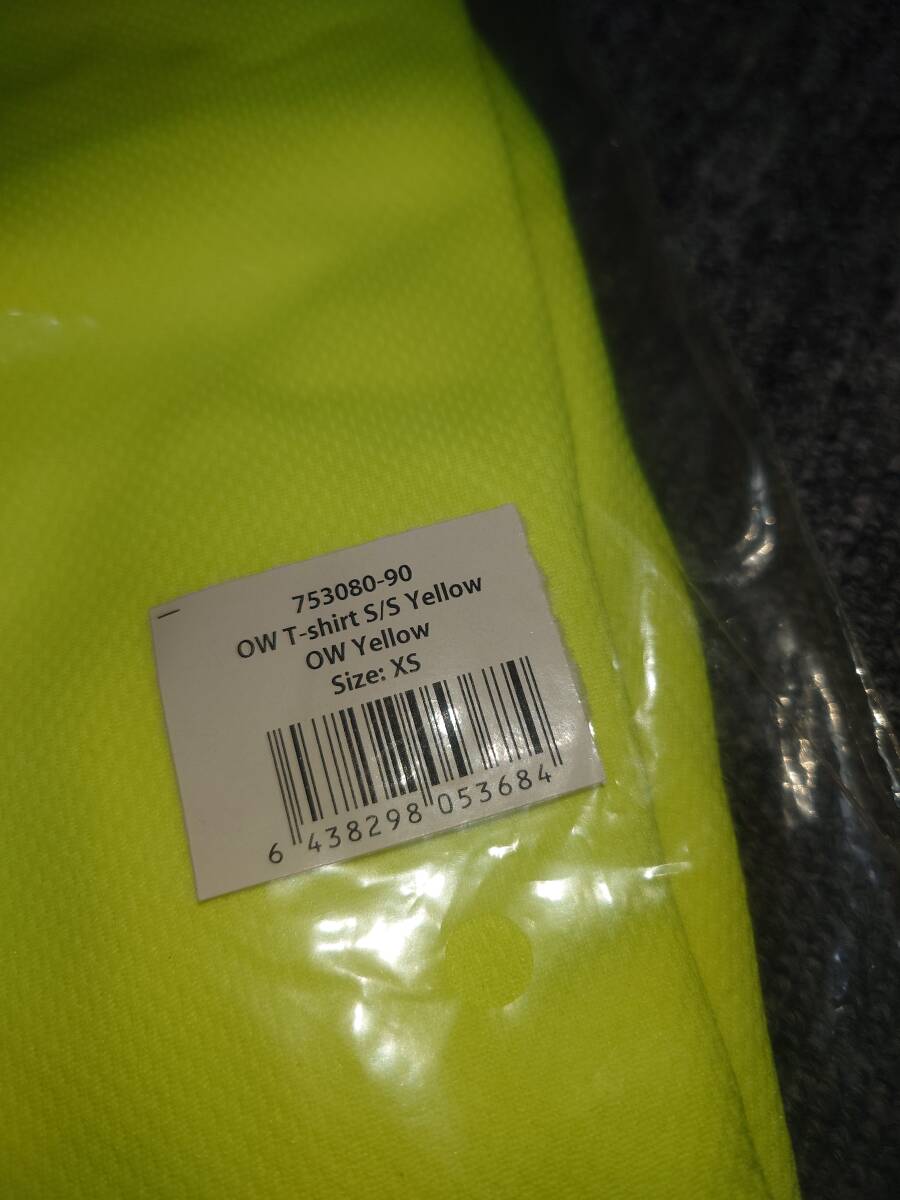 753080-90
OW T-shirt S/S Yellow
OW Yellow
Size: XS
6 438298 053684